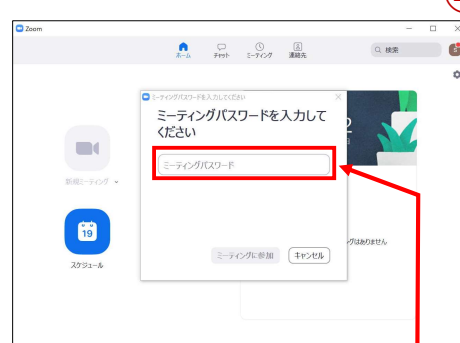 Zoom
ホーム
チャット
ミーティング
連絡先
検索
ミーティングパスワードを入力してください
ミーティングパスワードを入力して
ください
ミーティングパスワード
新規ミーティング
19
スケジュール
グはありません
ミーティングに参加
キャンセル